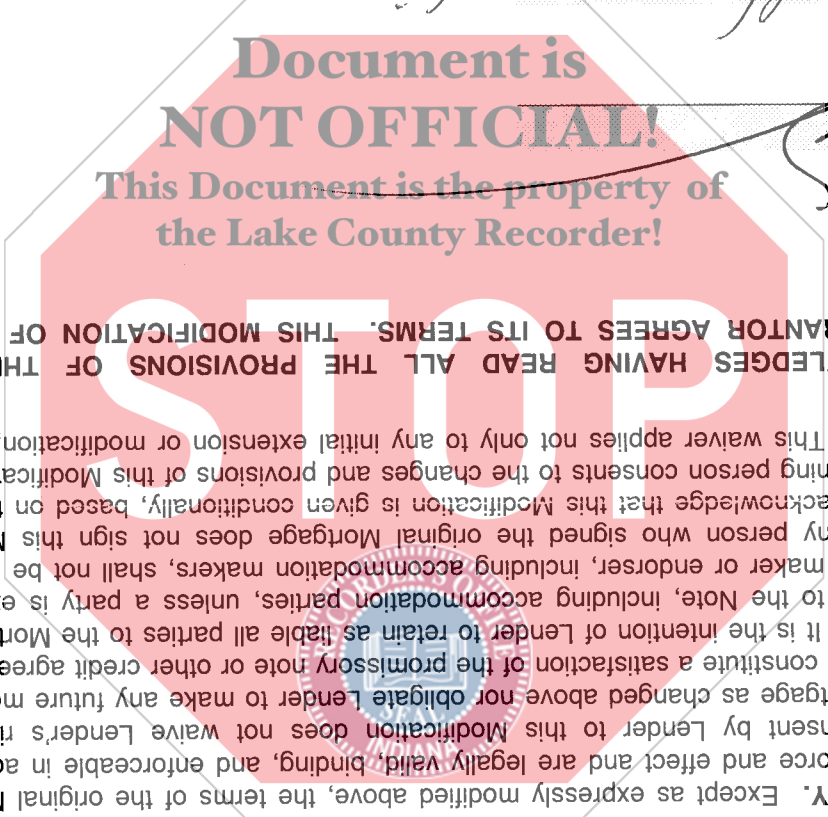 Document is
NOT OFFICIAL!
This Document is the property of
the Lake County Recorder!
STOP
RECORDER'S OFFICE
SEAL
INDIANA
Y. Except as expressly modified above, the terms of the original
orce and effect and are legally valid, binding, and enforceable in
nsent by Lender to this Modification does not waive Lender's
tgage as changed above nor obligate Lender to make any future
constitute a satisfaction of the promissory note or other credit
It is the intention of Lender to retain as liable all parties to the
to the Note, including accommodation parties, unless a party is
maker or endorser, including accommodation makers, shall not be
ny person who signed the original Mortgage does not sign this
acknowledge that this Modification is given conditionally, based on
ning person consents to the changes and provisions of this
This waiver applies not only to any initial extension or modification,
LEDGES HAVING READ ALL THE PROVISIONS OF
RANTOR AGREES TO ITS TERMS. THIS MODIFICATION OF